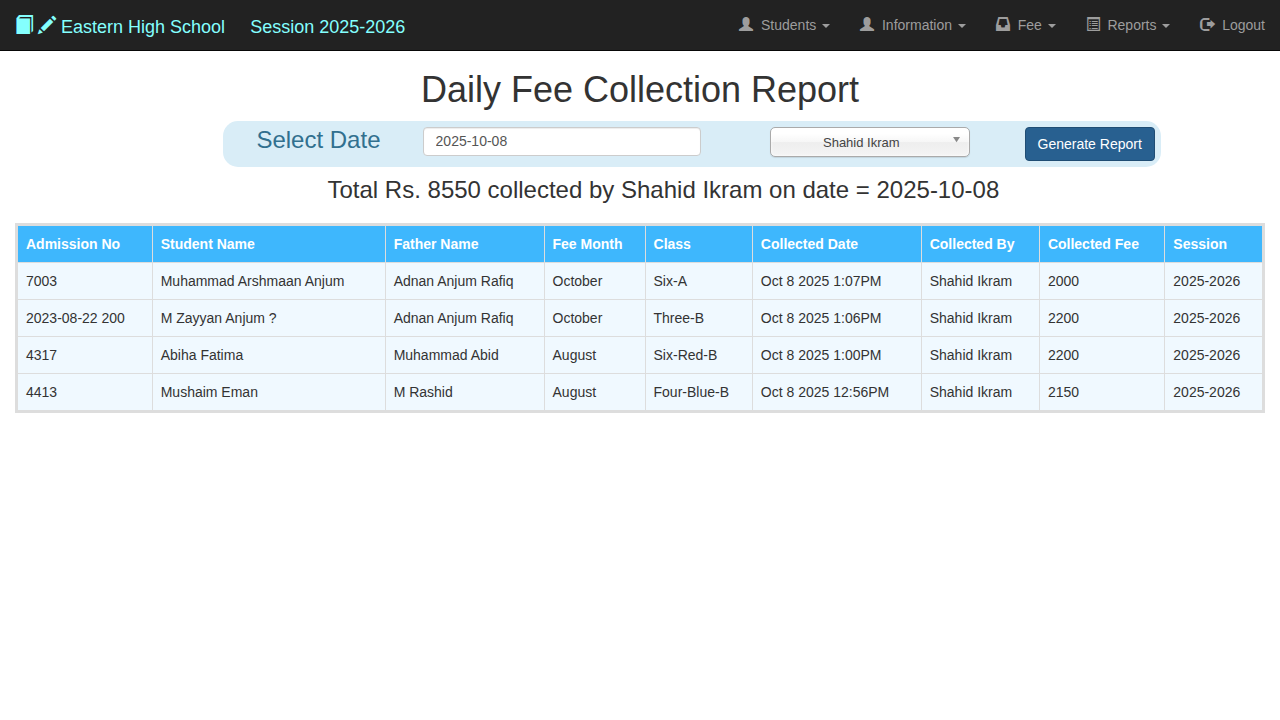 Eastern High School Session 2025-2026 Students Information Fee Reports Logout
Daily Fee Collection Report
Select Date 2025-10-08 Shahid Ikram Generate Report
Total Rs. 8550 collected by Shahid Ikram on date = 2025-10-08
Admission No Student Name Father Name Fee Month Class Collected Date Collected By Collected Fee Session
7003 Muhammad Arshmaan Anjum Adnan Anjum Rafiq October Six-A Oct 8 2025 1:07PM Shahid Ikram 2000 2025-2026
2023-08-22 200 M Zayyan Anjum ? Adnan Anjum Rafiq October Three-B Oct 8 2025 1:06PM Shahid Ikram 2200 2025-2026
4317 Abiha Fatima Muhammad Abid August Six-Red-B Oct 8 2025 1:00PM Shahid Ikram 2200 2025-2026
4413 Mushaim Eman M Rashid August Four-Blue-B Oct 8 2025 12:56PM Shahid Ikram 2150 2025-2026